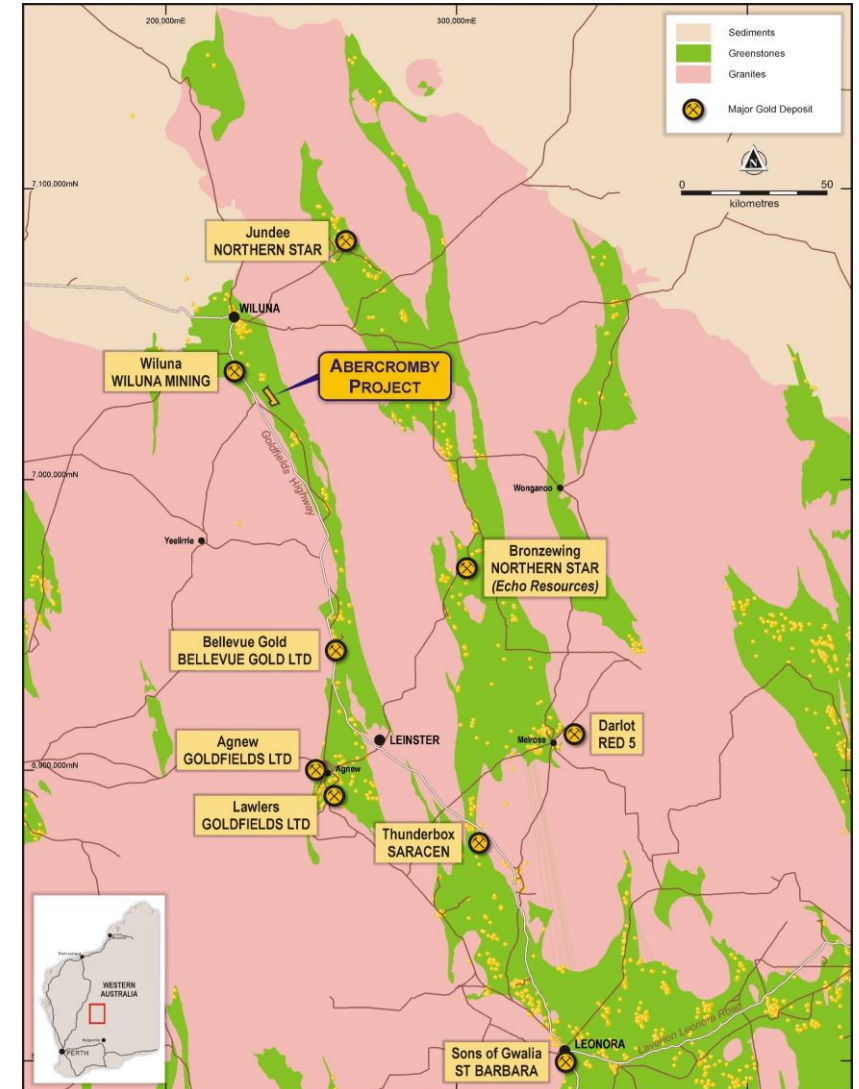 200,000mE
300,000mE
Sediments
Greenstones
Granites
Major Gold Deposit
N
0
50
kilometres
7,100,000mN
Jundee
NORTHERN STAR
WILUNA
Wiluna
WILUNA MINING
ABERCROMBY
PROJECT
Goldfields Highway
7,000,000mN
Wonganoo
Yeelirrie
Bronzewing
NORTHERN STAR
(Echo Resources)
Bellevue Gold
BELLEVUE GOLD LTD
Darlot
RED 5
LEINSTER
Melrose
Agnew
GOLDFIELDS LTD
Agnew
6,900,000mN
Lawlers
GOLDFIELDS LTD
Thunderbox
SARACEN
WESTERN
AUSTRALIA
PERTH
Laverton Leonora Road
LEONORA
Sons of Gwalia
ST BARBARA